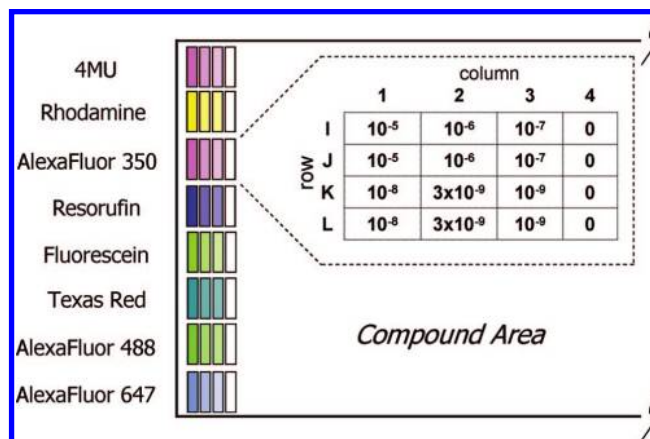 4MU
Rhodamine
AlexaFluor 350
Resorufin
Fluorescein
Texas Red
AlexaFluor 488
AlexaFluor 647
column
1 2 3 4
row
I 10⁻⁵ 10⁻⁶ 10⁻⁷ 0
J 10⁻⁵ 10⁻⁶ 10⁻⁷ 0
K 10⁻⁸ 3x10⁻⁹ 10⁻⁹ 0
L 10⁻⁸ 3x10⁻⁹ 10⁻⁹ 0
Compound Area